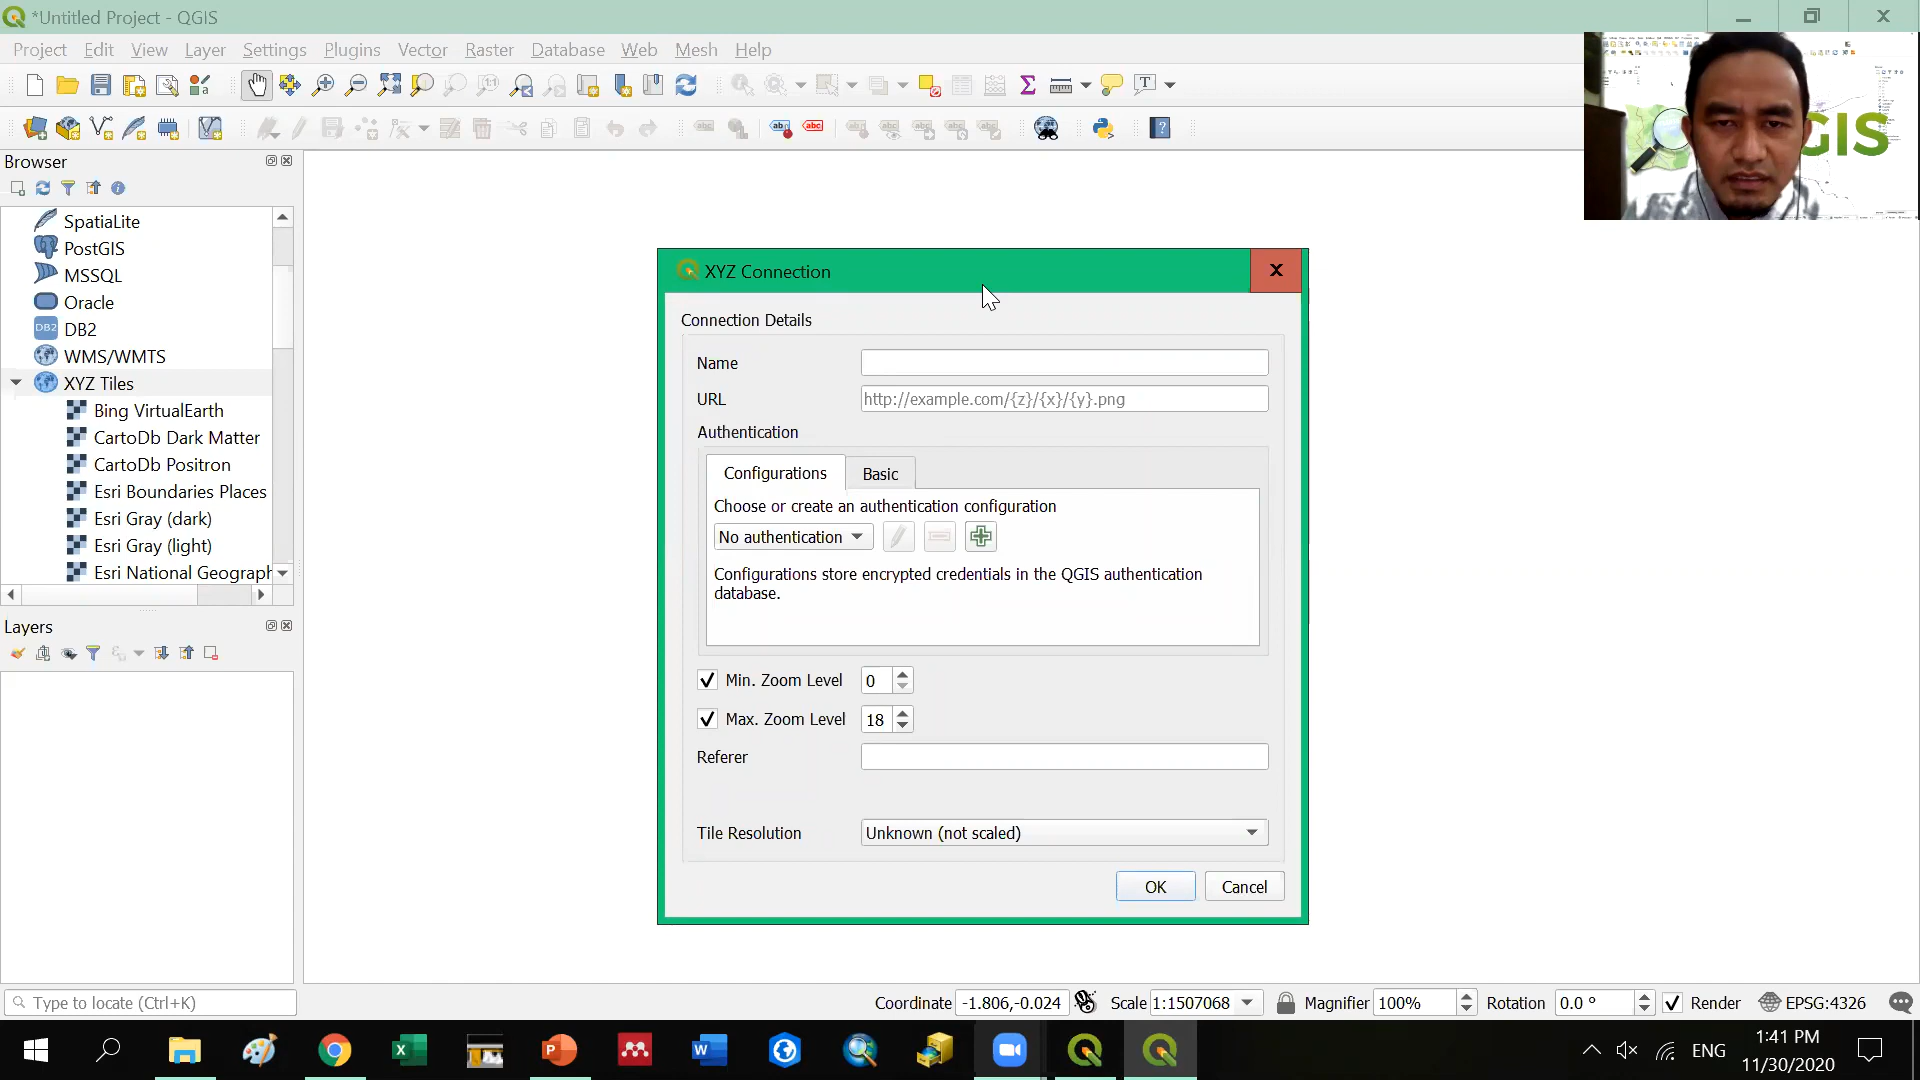 *Untitled Project - QGIS
Project Edit View Layer Settings Plugins Vector Raster Database Web Mesh Help
GIS
Browser
SpatiaLite
PostGIS
MSSQL
Oracle
DB2 DB2
WMS/WMTS
XYZ Tiles
Bing VirtualEarth
CartoDb Dark Matter
CartoDb Positron
Esri Boundaries Places
Esri Gray (dark)
Esri Gray (light)
Esri National Geograph
Layers
XYZ Connection
Connection Details
Name
URL http://example.com/{z}/{x}/{y}.png
Authentication
Configurations Basic
Choose or create an authentication configuration
No authentication
Configurations store encrypted credentials in the QGIS authentication
database.
Min. Zoom Level 0
Max. Zoom Level 18
Referer
Tile Resolution Unknown (not scaled)
OK Cancel
Type to locate (Ctrl+K) Coordinate -1.806,-0.024 Scale 1:1507068 Magnifier 100% Rotation 0.0 ° Render EPSG:4326
ENG 1:41 PM
11/30/2020